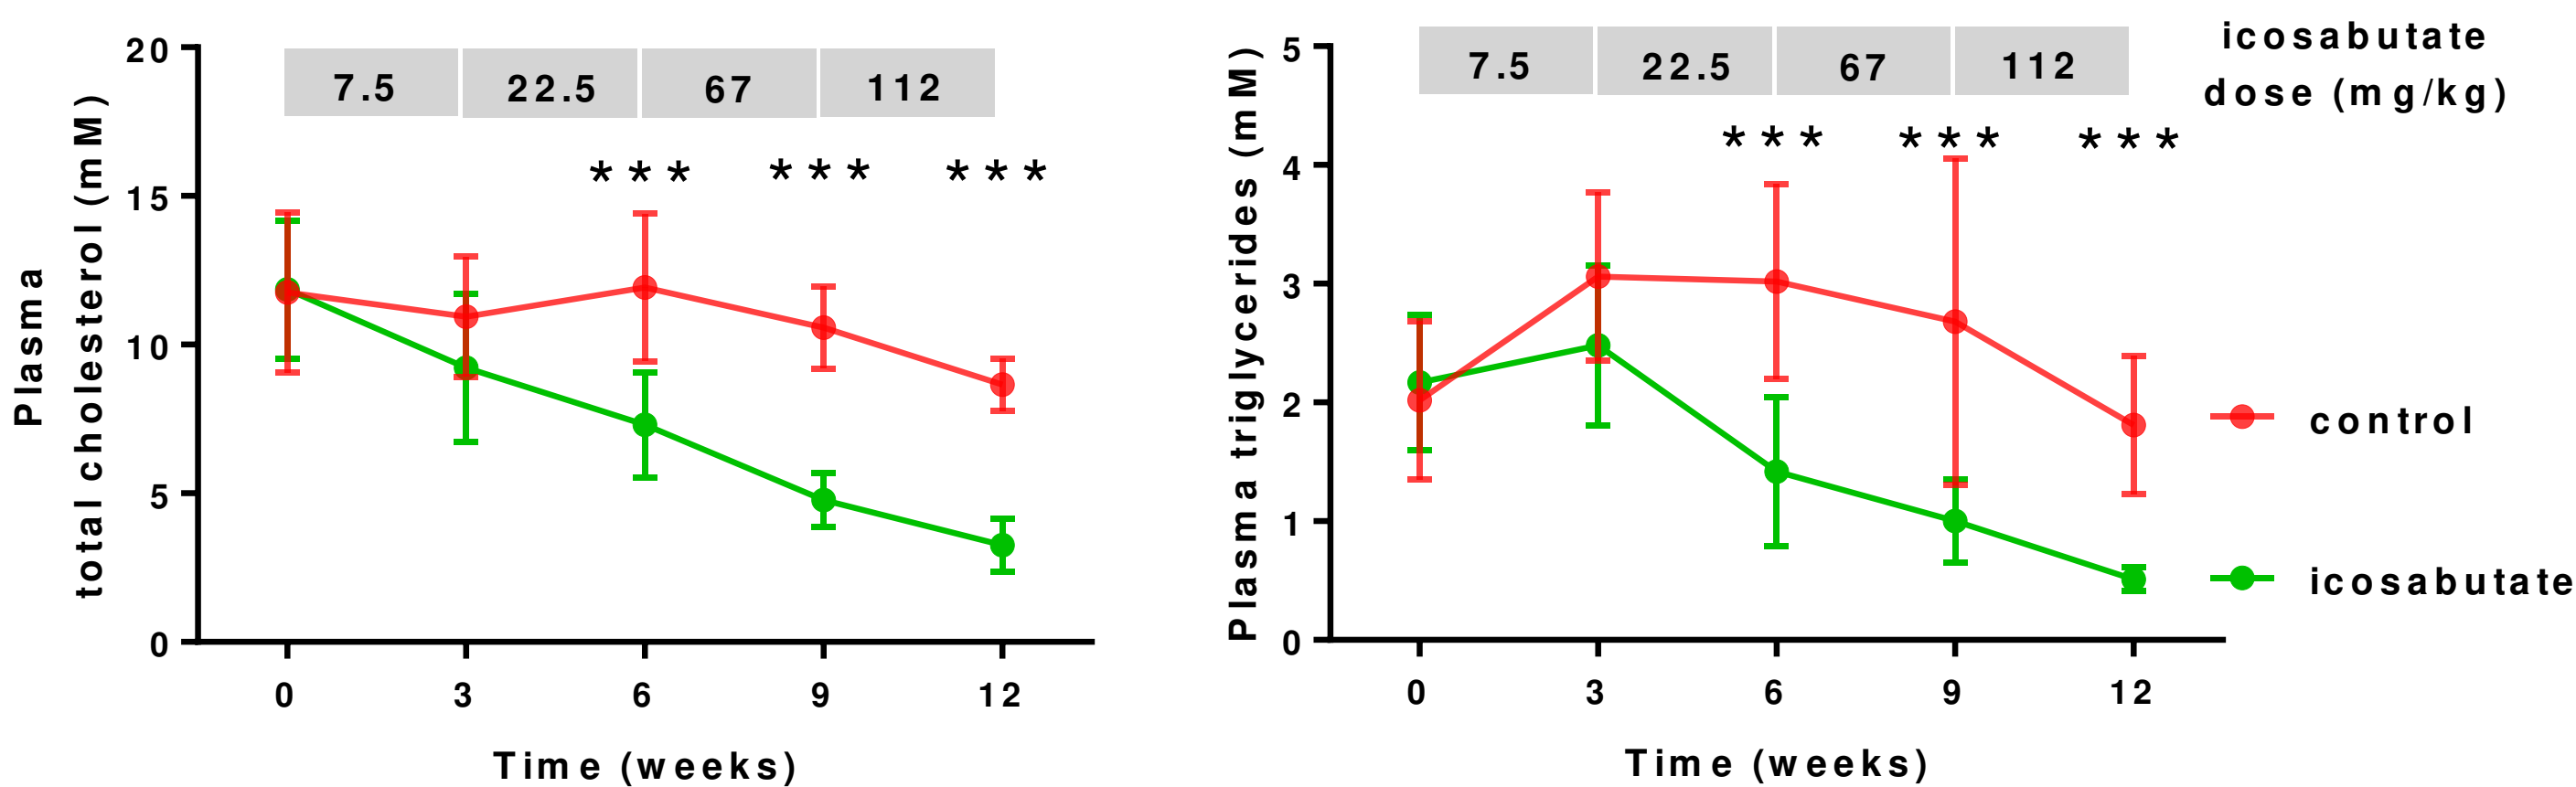 Plasma
total cholesterol (mM)
20
15
10
5
0
7.5 22.5 67 112
*** *** ***
0 3 6 9 12
Time (weeks)
Plasma triglycerides (mM)
5
4
3
2
1
0
7.5 22.5 67 112
*** *** ***
0 3 6 9 12
Time (weeks)
icosabutate
dose (mg/kg)
control
icosabutate